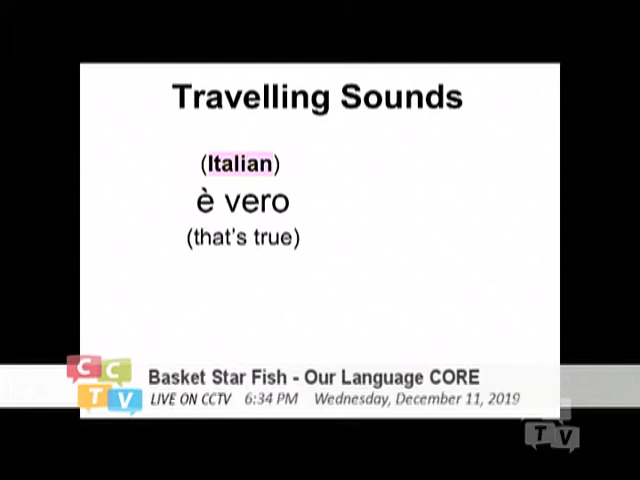 Travelling Sounds
(Italian)
è vero
(that's true)
C C
T V
Basket Star Fish - Our Language CORE
LIVE ON CCTV 6:34 PM Wednesday, December 11, 2019
T V